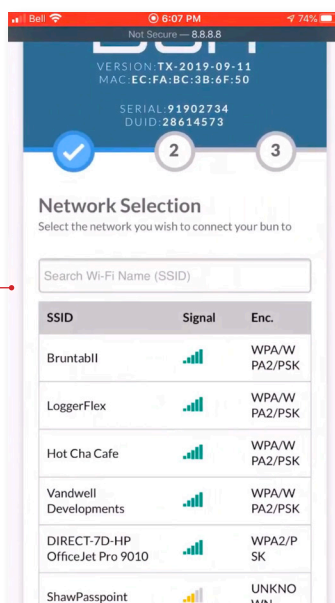 Bell 6:07 PM 74%
Not Secure — 8.8.8.8
VERSION:TX-2019-09-11
MAC:EC:FA:BC:3B:6F:50
SERIAL:91902734
DUID:28614573
2 3
Network Selection
Select the network you wish to connect your bun to
Search Wi-Fi Name (SSID)
SSID Signal Enc.
BruntabII WPA/W
PA2/PSK
LoggerFlex WPA/W
PA2/PSK
Hot Cha Cafe WPA/W
PA2/PSK
Vandwell
Developments WPA/W
PA2/PSK
DIRECT-7D-HP
OfficeJet Pro 9010 WPA2/P
SK
ShawPasspoint UNKNO